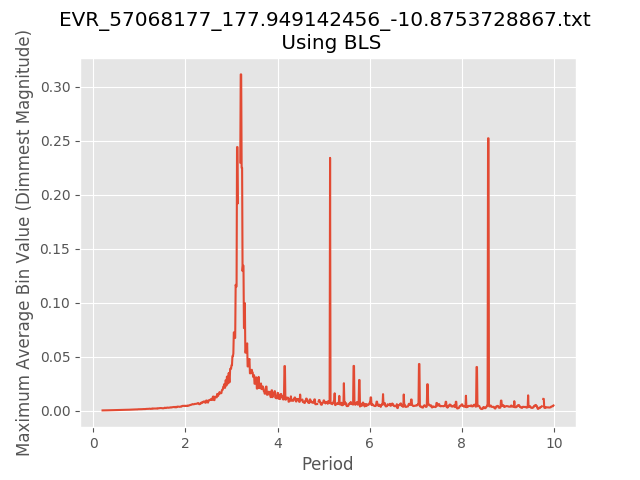 EVR_57068177_177.949142456_-10.8753728867.txt
Using BLS
Maximum Average Bin Value (Dimmest Magnitude)
0.30
0.25
0.20
0.15
0.10
0.05
0.00
0 2 4 6 8 10
Period